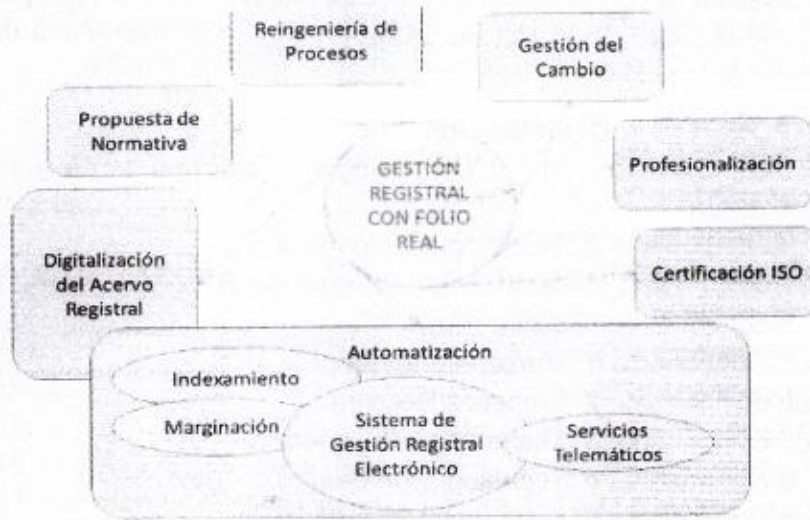 Reingeniería de
Procesos
Gestión del
Cambio
Propuesta de
Normativa
Profesionalización
GESTIÓN
REGISTRAL
CON FOLIO
REAL
Digitalización
del Acervo
Registral
Certificación ISO
Automatización
Indexamiento
Marginación
Sistema de
Gestión Registral
Electrónico
Servicios
Telemáticos